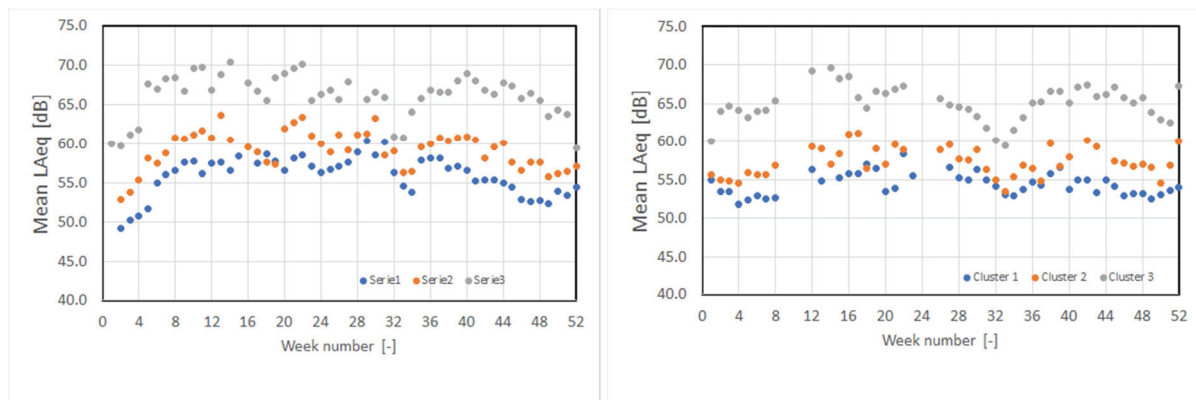 75.0
70.0
65.0
60.0
55.0
50.0
45.0
40.0
Mean LAeq [dB]
Serie1 Serie2 Serie3
0 4 8 12 16 20 24 28 32 36 40 44 48 52
Week number [-]
75.0
70.0
65.0
60.0
55.0
50.0
45.0
40.0
Mean LAeq [dB]
Cluster 1 Cluster 2 Cluster 3
0 4 8 12 16 20 24 28 32 36 40 44 48 52
Week number [-]